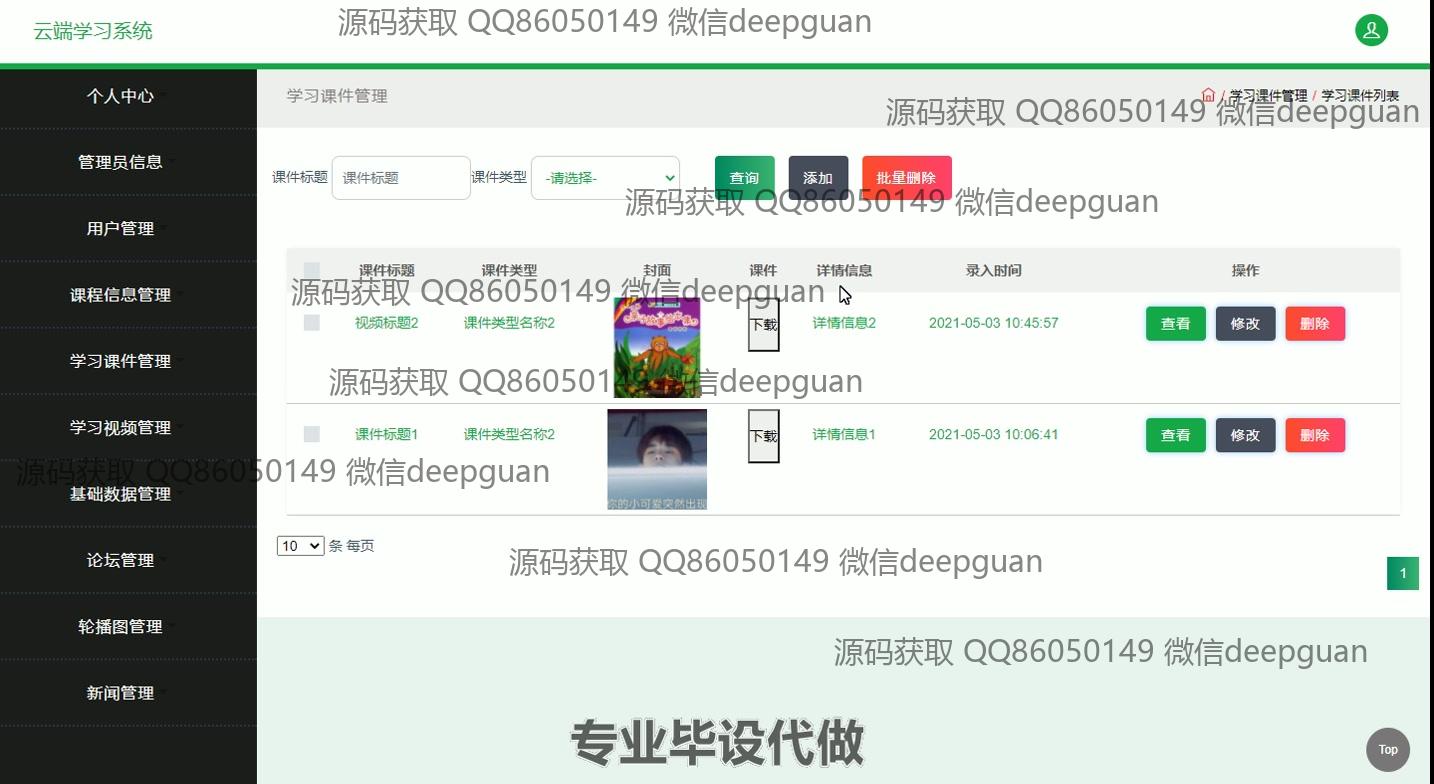 云端学习系统
源码获取 QQ86050149 微信deepguan
个人中心
管理员信息
用户管理
课程信息管理
学习课件管理
学习视频管理
基础数据管理
论坛管理
轮播图管理
新闻管理
学习课件管理
/ 学习课件管理 / 学习课件列表
源码获取 QQ86050149 微信deepguan
课件标题 课件标题 课件类型 -请选择- 查询 添加 批量删除
源码获取 QQ86050149 微信deepguan
课件标题 课件类型 封面 课件 详情信息 录入时间 操作
源码获取 QQ86050149 微信deepguan
视频标题2 课件类型名称2 下载 详情信息2 2021-05-03 10:45:57 查看 修改 删除
源码获取 QQ86050149 微信deepguan
课件标题1 课件类型名称2 下载 详情信息1 2021-05-03 10:06:41 查看 修改 删除
源码获取 QQ86050149 微信deepguan
你的小可爱突然出现
10 条 每页
源码获取 QQ86050149 微信deepguan
1
源码获取 QQ86050149 微信deepguan
专业毕设代做
Top